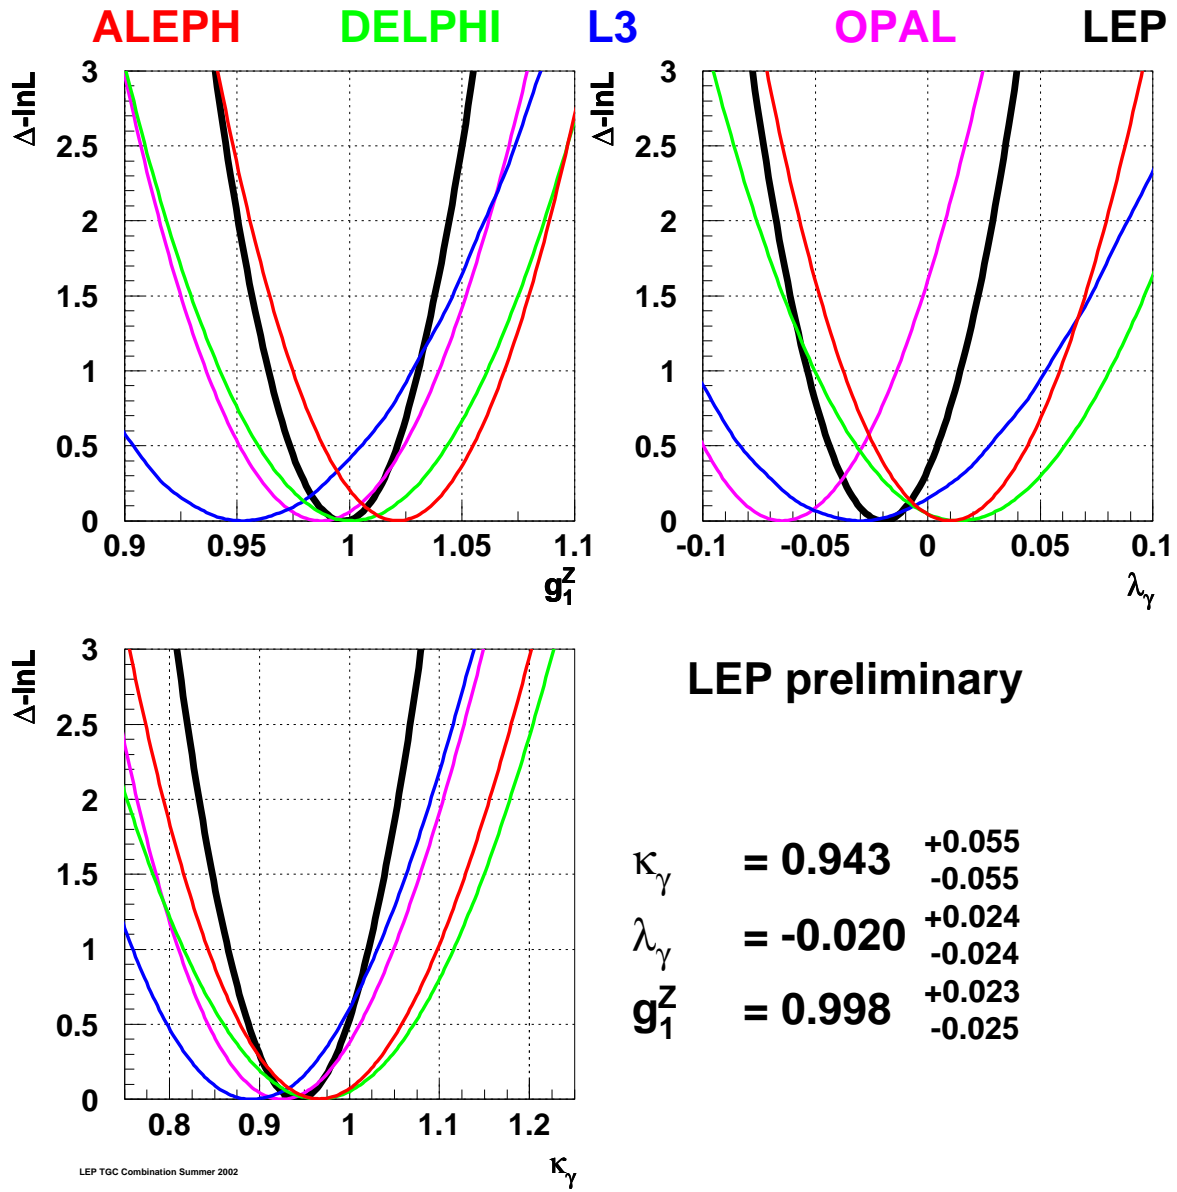 ALEPH DELPHI L3 OPAL LEP
Δ-lnL
3
2.5
2
1.5
1
0.5
0
0.9 0.95 1 1.05 1.1
g₁ᶻ
Δ-lnL
3
2.5
2
1.5
1
0.5
0
-0.1 -0.05 0 0.05 0.1
λᵧ
Δ-lnL
3
2.5
2
1.5
1
0.5
0
0.8 0.9 1 1.1 1.2
κᵧ
LEP preliminary
κᵧ = 0.943 +0.055 -0.055
λᵧ = -0.020 +0.024 -0.024
g₁ᶻ = 0.998 +0.023 -0.025
LEP TGC Combination Summer 2002